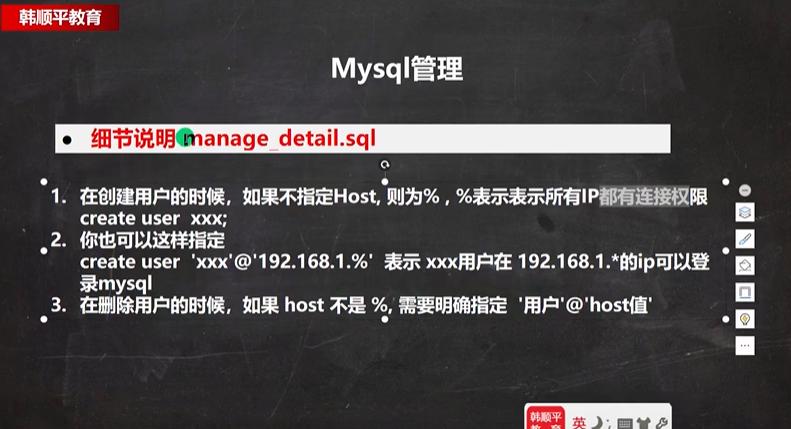 韩顺平教育
Mysql管理
• 细节说明 manage_detail.sql
1. 在创建用户的时候，如果不指定Host, 则为% , %表示表示所有IP都有连接权限
create user xxx;
2. 你也可以这样指定
create user 'xxx'@'192.168.1.%' 表示 xxx用户在 192.168.1.*的ip可以登
录mysql
3. 在删除用户的时候，如果 host 不是 %, 需要明确指定 '用户'@'host值'
韩顺平
教 育
英